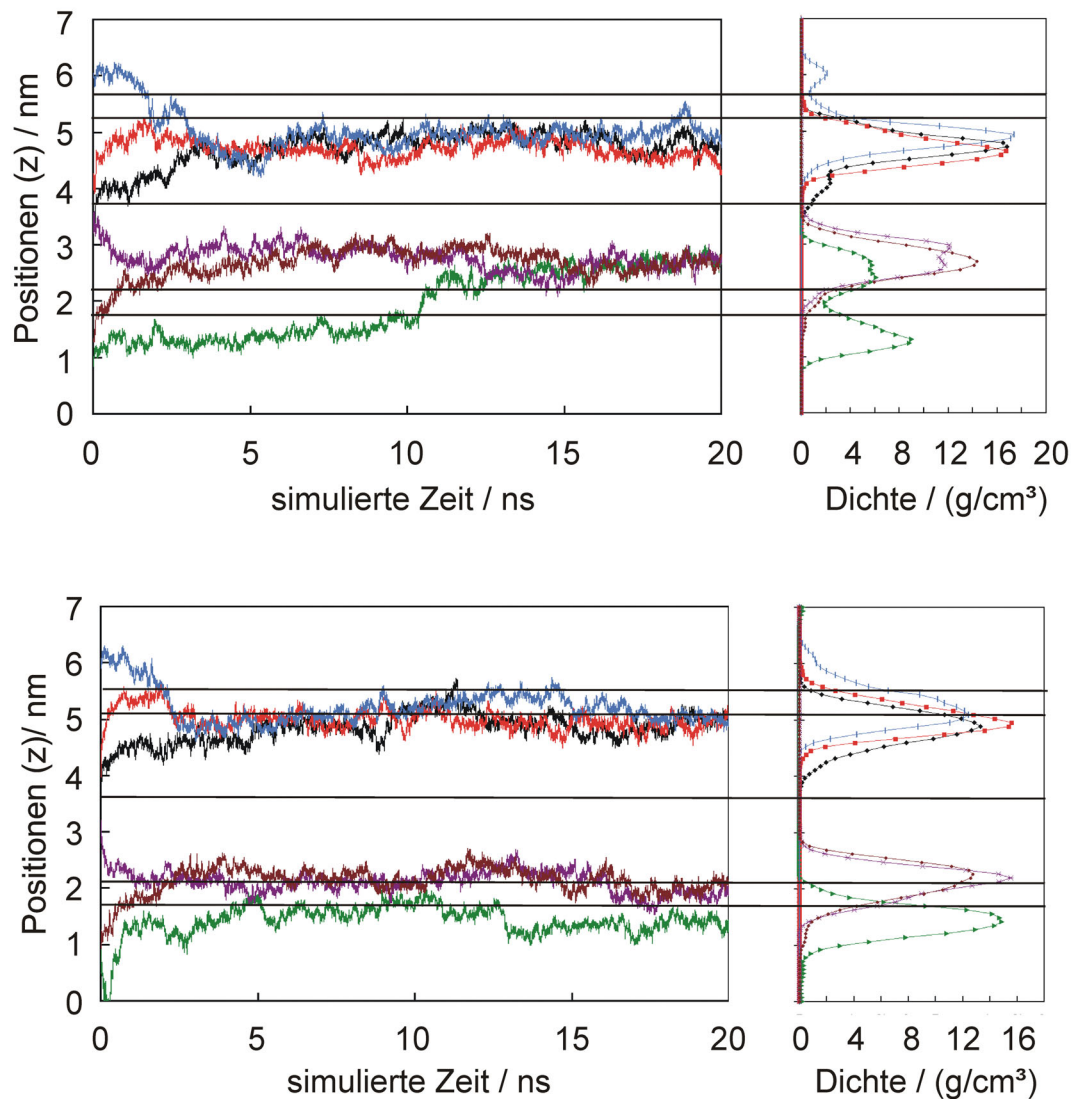 7
6
5
4
3
2
1
0
Positionen (z) / nm
0 5 10 15 20
simulierte Zeit / ns
0 4 8 12 16 20
Dichte / (g/cm³)
7
6
5
4
3
2
1
0
Positionen (z)/ nm
0 5 10 15 20
simulierte Zeit / ns
0 4 8 12 16
Dichte / (g/cm³)